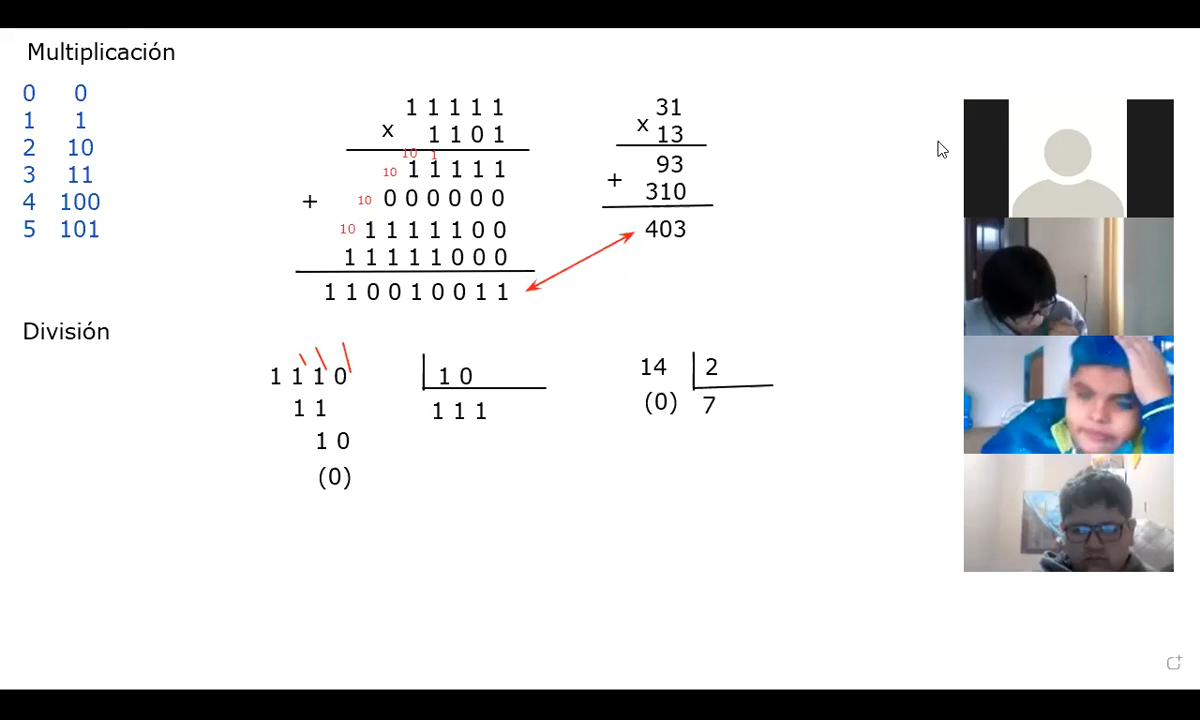 Multiplicación
0 0
1 1
2 10
3 11
4 100
5 101
1 1 1 1 1
x 1 1 0 1
10 1
10 1 1 1 1 1
+ 10 0 0 0 0 0 0
10 1 1 1 1 1 0 0
1 1 1 1 1 0 0 0
1 1 0 0 1 0 0 1 1
31
x 13
93
+ 310
403
División
1 1 1 0 1 0
1 1 1 1 1
1 0
(0)
14 2
(0) 7